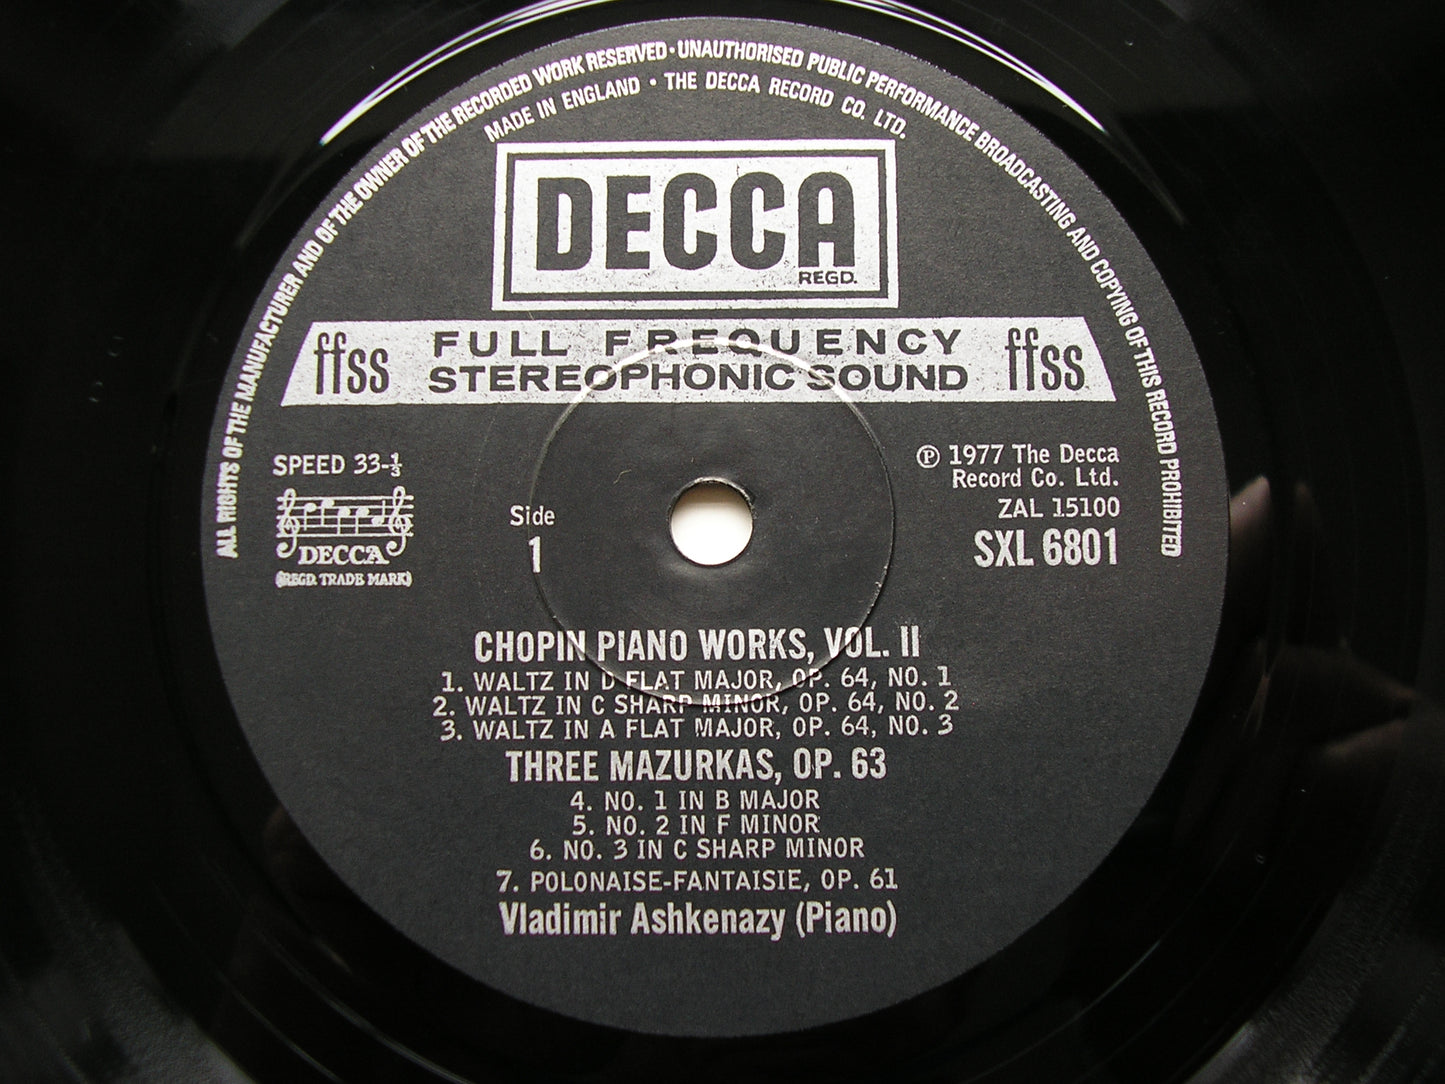 ALL RIGHTS OF THE MANUFACTURER AND OF THE OWNER OF THE RECORDED WORK RESERVED · UNAUTHORISED PUBLIC PERFORMANCE BROADCASTING AND COPYING OF THIS RECORD PROHIBITED
MADE IN ENGLAND · THE DECCA RECORD CO. LTD.
DECCA
REGD.
ffss FULL FREQUENCY STEREOPHONIC SOUND ffss
SPEED 33-⅓
DECCA
(REGD. TRADE MARK)
Side
1
℗ 1977 The Decca
Record Co. Ltd.
ZAL 15100
SXL 6801
CHOPIN PIANO WORKS, VOL. II
1. WALTZ IN D FLAT MAJOR, OP. 64, NO. 1
2. WALTZ IN C SHARP MINOR, OP. 64, NO. 2
3. WALTZ IN A FLAT MAJOR, OP. 64, NO. 3
THREE MAZURKAS, OP. 63
4. NO. 1 IN B MAJOR
5. NO. 2 IN F MINOR
6. NO. 3 IN C SHARP MINOR
7. POLONAISE-FANTAISIE, OP. 61
Vladimir Ashkenazy (Piano)